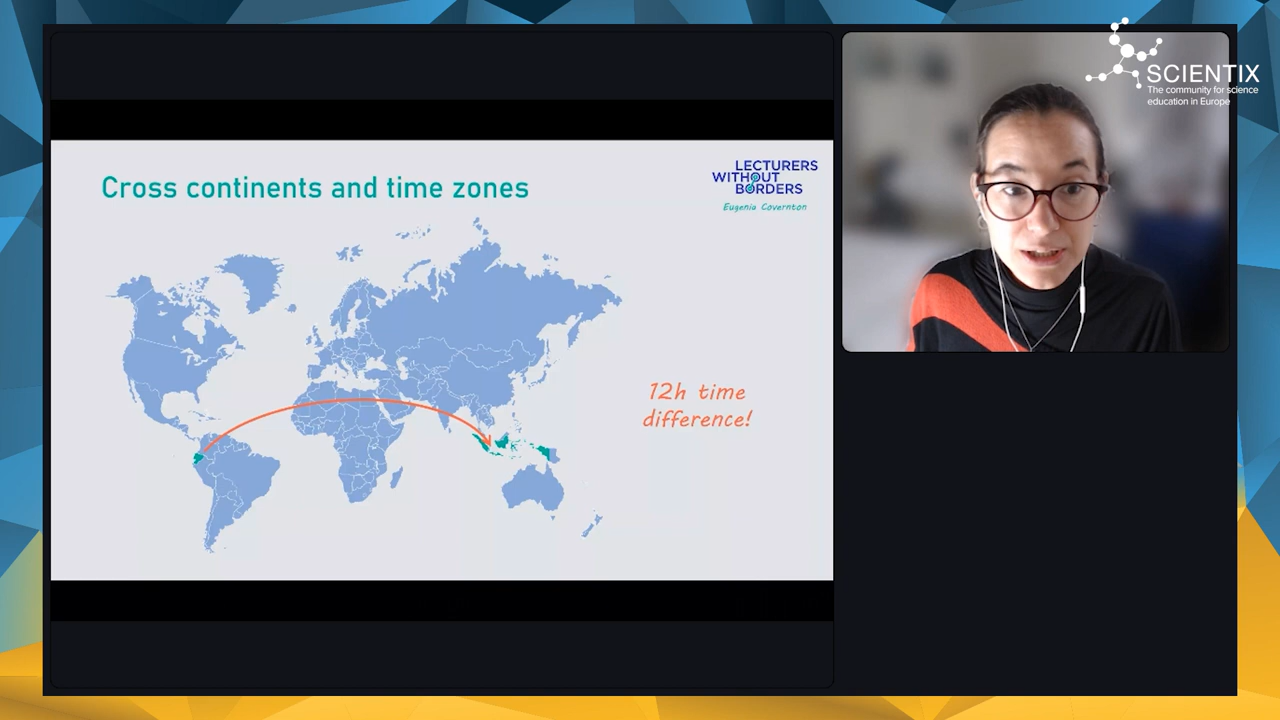 Cross continents and time zones
LECTURERS
WITHOUT
BORDERS
Eugenia Covernton
12h time
difference!
SCIENTIX
The community for science
education in Europe